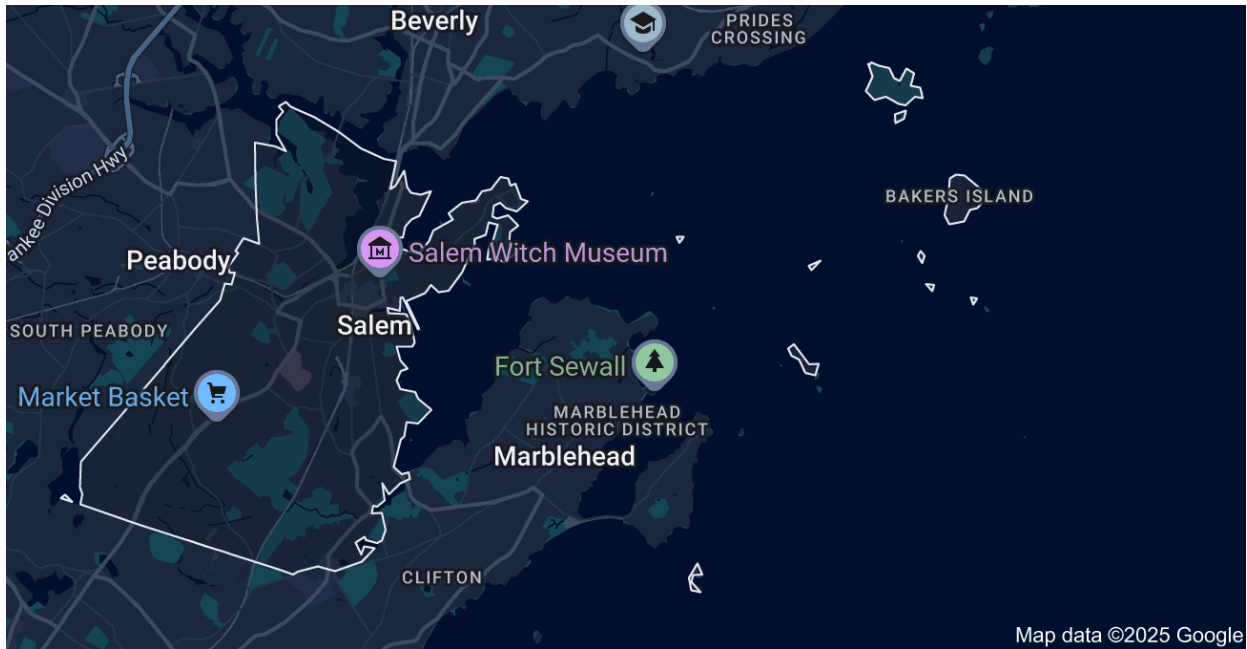 Beverly
PRIDES
CROSSING
ankee Division Hwy
BAKERS ISLAND
Peabody
Salem Witch Museum
SOUTH PEABODY
Salem
Fort Sewall
Market Basket
MARBLEHEAD
HISTORIC DISTRICT
Marblehead
CLIFTON
Map data ©2025 Google